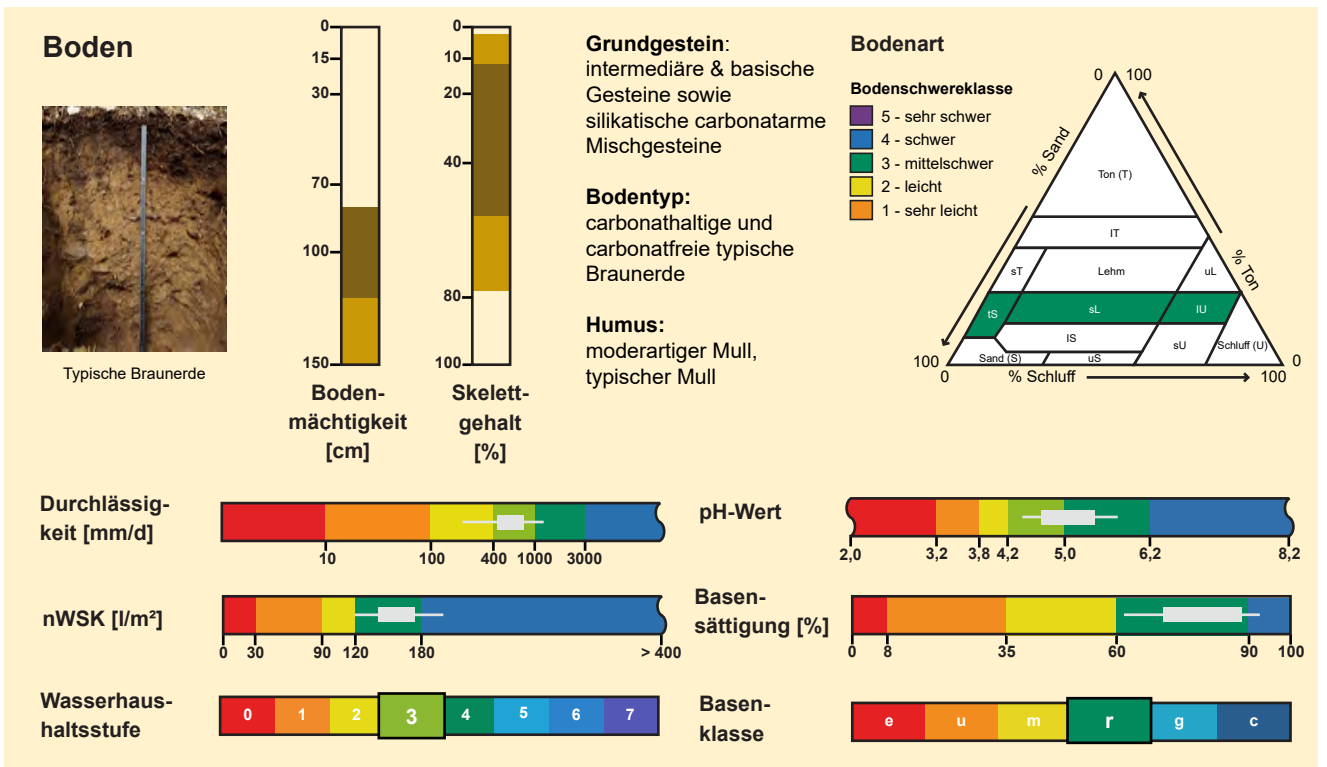 Boden
Typische Braunerde
0
15
30
70
100
150
Boden-
mächtigkeit
[cm]
0
10
20
40
80
100
Skelett-
gehalt
[%]
Grundgestein:
intermediäre & basische
Gesteine sowie
silikatische carbonatarme
Mischgesteine
Bodentyp:
carbonathaltige und
carbonatfreie typische
Braunerde
Humus:
moderartiger Mull,
typischer Mull
Bodenart
Bodenschwereklasse
5 - sehr schwer
4 - schwer
3 - mittelschwer
2 - leicht
1 - sehr leicht
0 100
% Sand
% Ton
Ton (T)
lT
sT Lehm uL
tS sL lU
lS
Sand (S) uS sU Schluff (U)
100 0
0 % Schluff 100
Durchlässig-
keit [mm/d]
10 100 400 1000 3000
nWSK [l/m²]
0 30 90 120 180 > 400
Wasserhaus-
haltsstufe
0 1 2 3 4 5 6 7
pH-Wert
2,0 3,2 3,8 4,2 5,0 6,2 8,2
Basen-
sättigung [%]
0 8 35 60 90 100
Basen-
klasse
e u m r g c